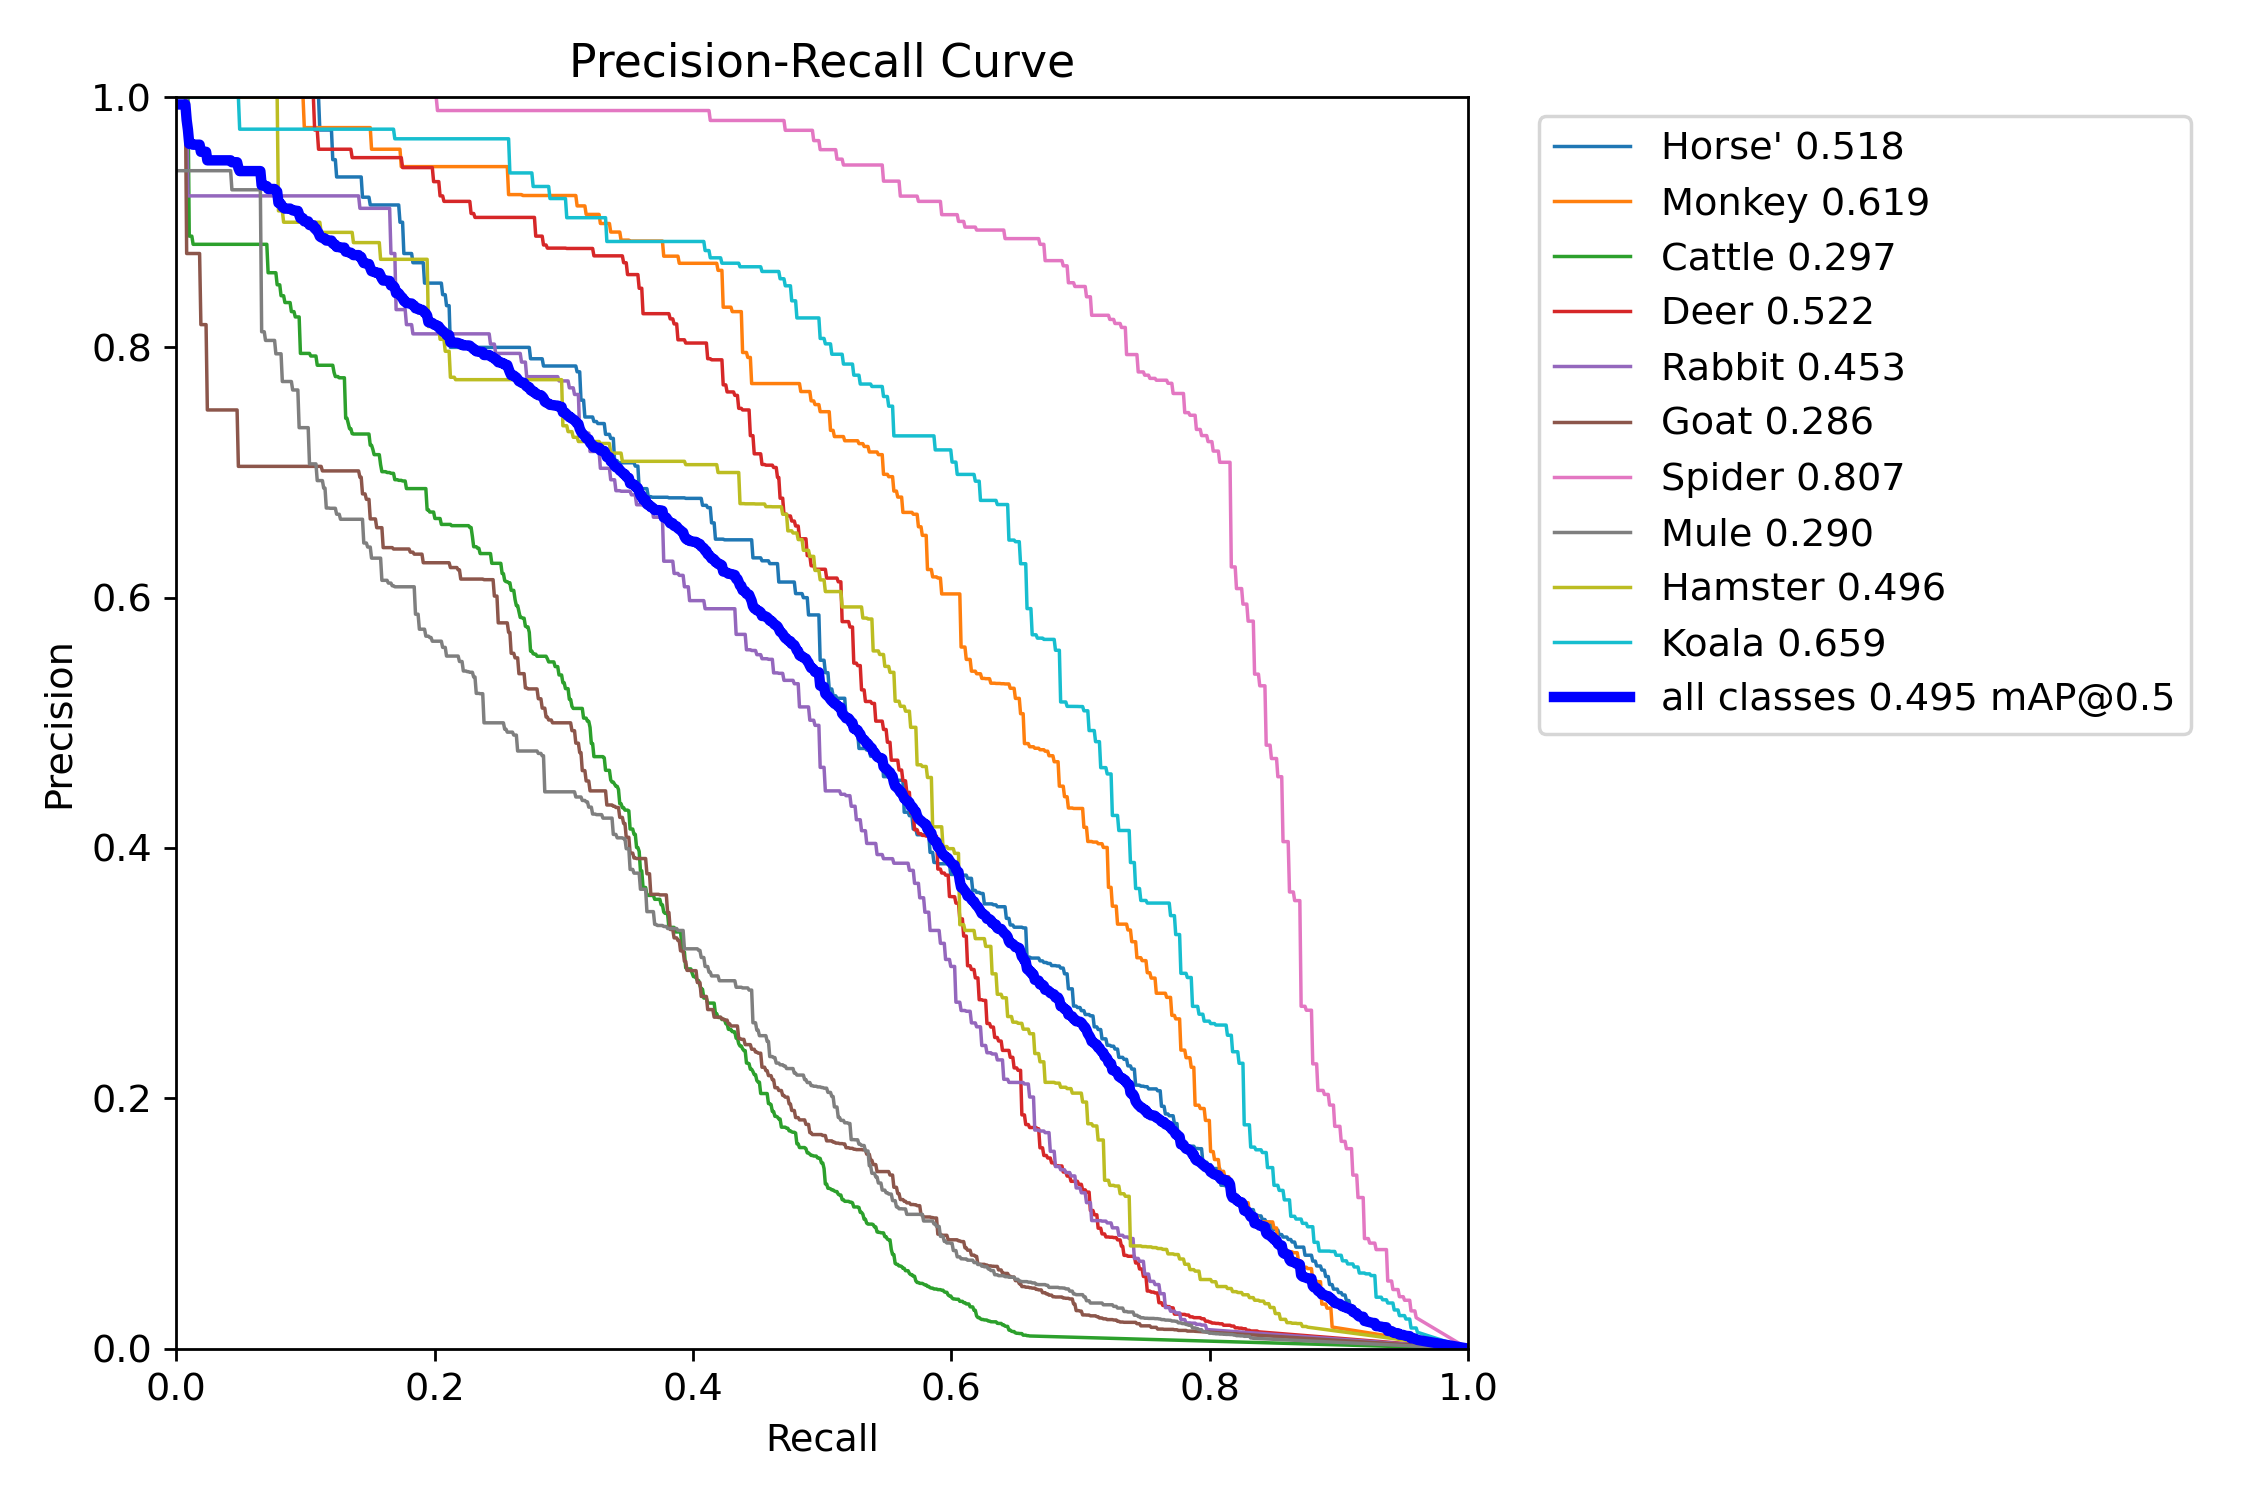 Precision-Recall Curve
1.0
0.8
0.6
0.4
0.2
0.0
Precision
0.0 0.2 0.4 0.6 0.8 1.0
Recall
Horse' 0.518
Monkey 0.619
Cattle 0.297
Deer 0.522
Rabbit 0.453
Goat 0.286
Spider 0.807
Mule 0.290
Hamster 0.496
Koala 0.659
all classes 0.495 mAP@0.5